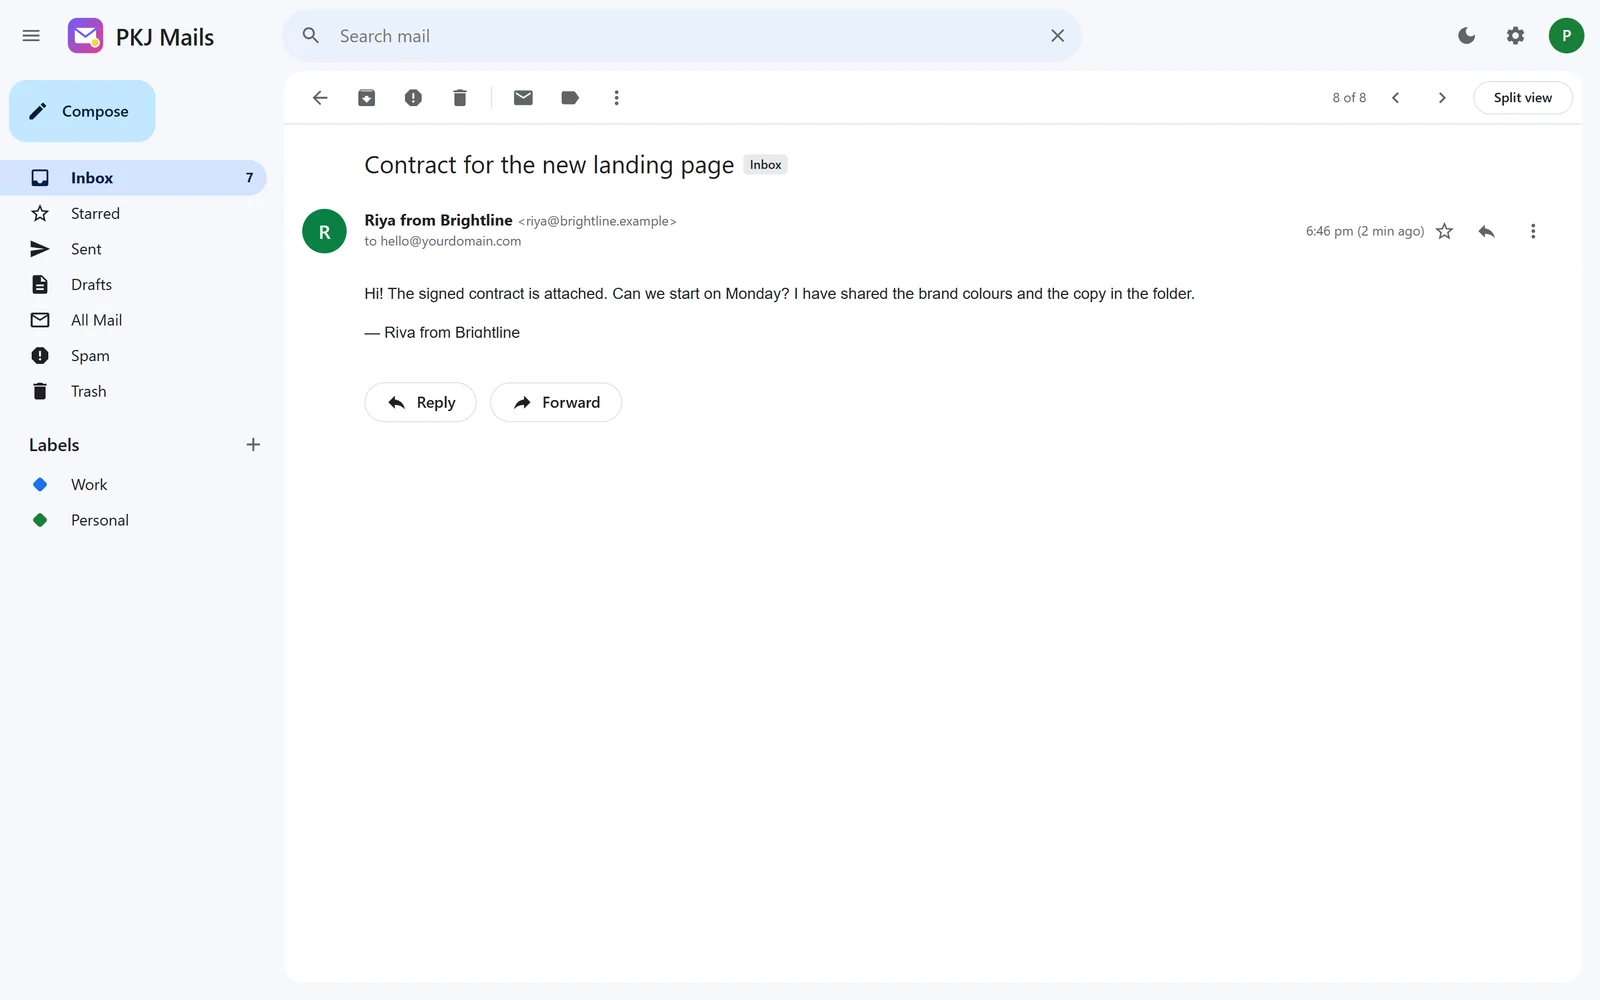 PKJ Mails
Search mail
P
Compose
8 of 8
Split view
Inbox 7
Starred
Sent
Drafts
All Mail
Spam
Trash
Labels
Work
Personal
Contract for the new landing page Inbox
R
Riya from Brightline <riya@brightline.example>
to hello@yourdomain.com
6:46 pm (2 min ago)
Hi! The signed contract is attached. Can we start on Monday? I have shared the brand colours and the copy in the folder.
— Riya from Brightline
Reply
Forward